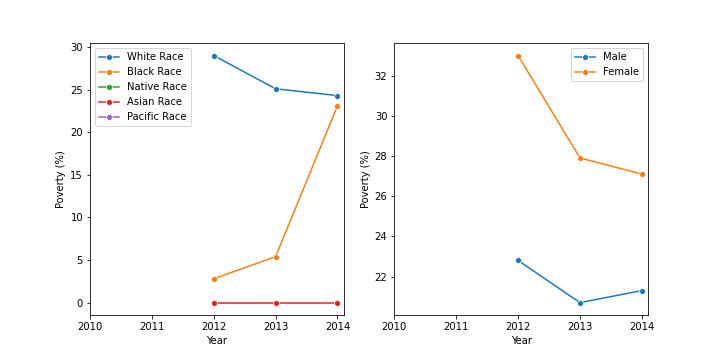 White Race
Black Race
Native Race
Asian Race
Pacific Race
30
25
20
15
10
5
0
Poverty (%)
2010 2011 2012 2013 2014
Year
Male
Female
32
30
28
26
24
22
Poverty (%)
2010 2011 2012 2013 2014
Year